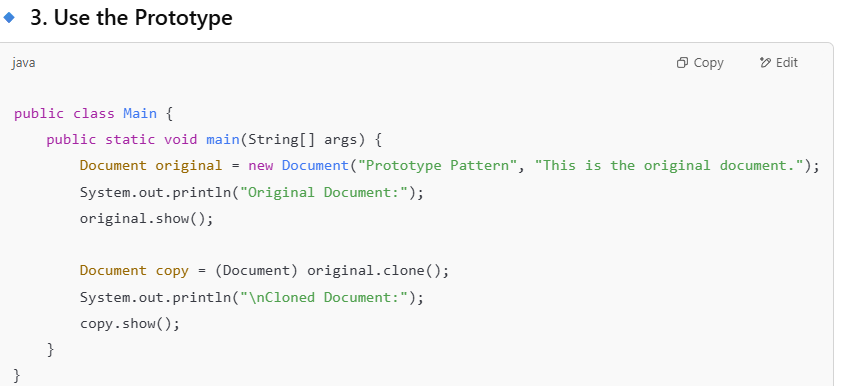 3. Use the Prototype
java
Copy
Edit
public class Main {
    public static void main(String[] args) {
        Document original = new Document("Prototype Pattern", "This is the original document.");
        System.out.println("Original Document:");
        original.show();
        Document copy = (Document) original.clone();
        System.out.println("\nCloned Document:");
        copy.show();
    }
}